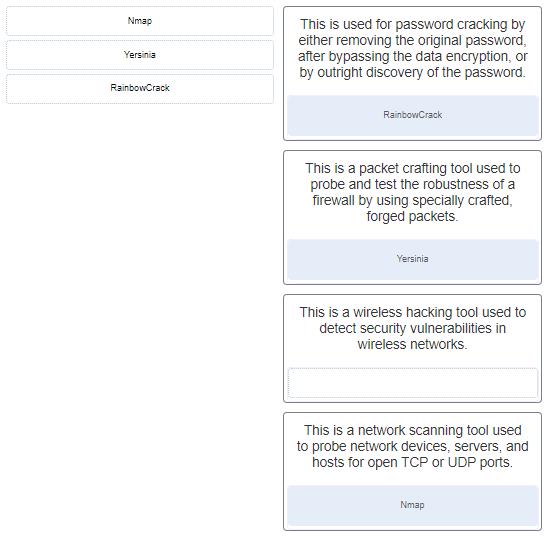 Nmap
Yersinia
RainbowCrack
This is used for password cracking by
either removing the original password,
after bypassing the data encryption, or
by outright discovery of the password.
RainbowCrack
This is a packet crafting tool used to
probe and test the robustness of a
firewall by using specially crafted,
forged packets.
Yersinia
This is a wireless hacking tool used to
detect security vulnerabilities in
wireless networks.
This is a network scanning tool used
to probe network devices, servers, and
hosts for open TCP or UDP ports.
Nmap